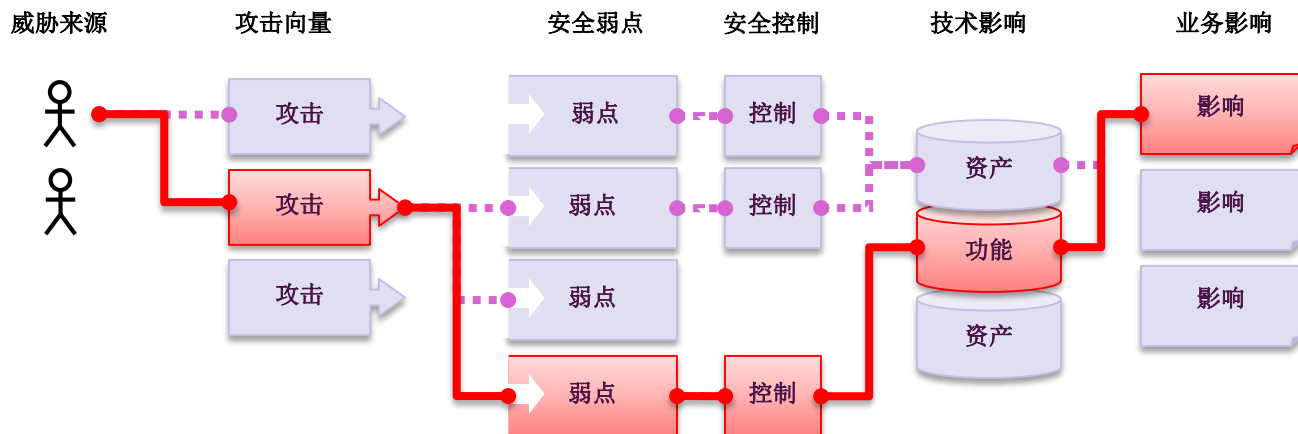 威胁来源 攻击向量 安全弱点 安全控制 技术影响 业务影响
攻击 弱点 控制 影响
资产
攻击 弱点 控制 影响
功能
攻击 弱点 影响
资产
弱点 控制